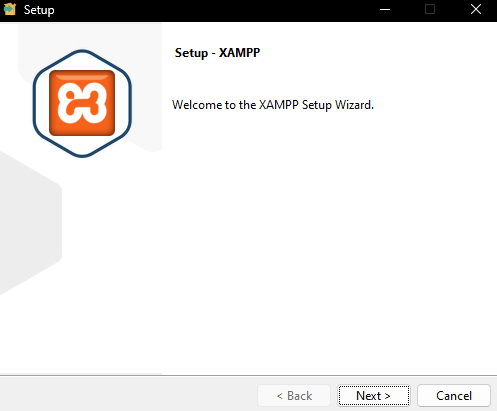 Setup
Setup - XAMPP
Welcome to the XAMPP Setup Wizard.
< Back
Next >
Cancel